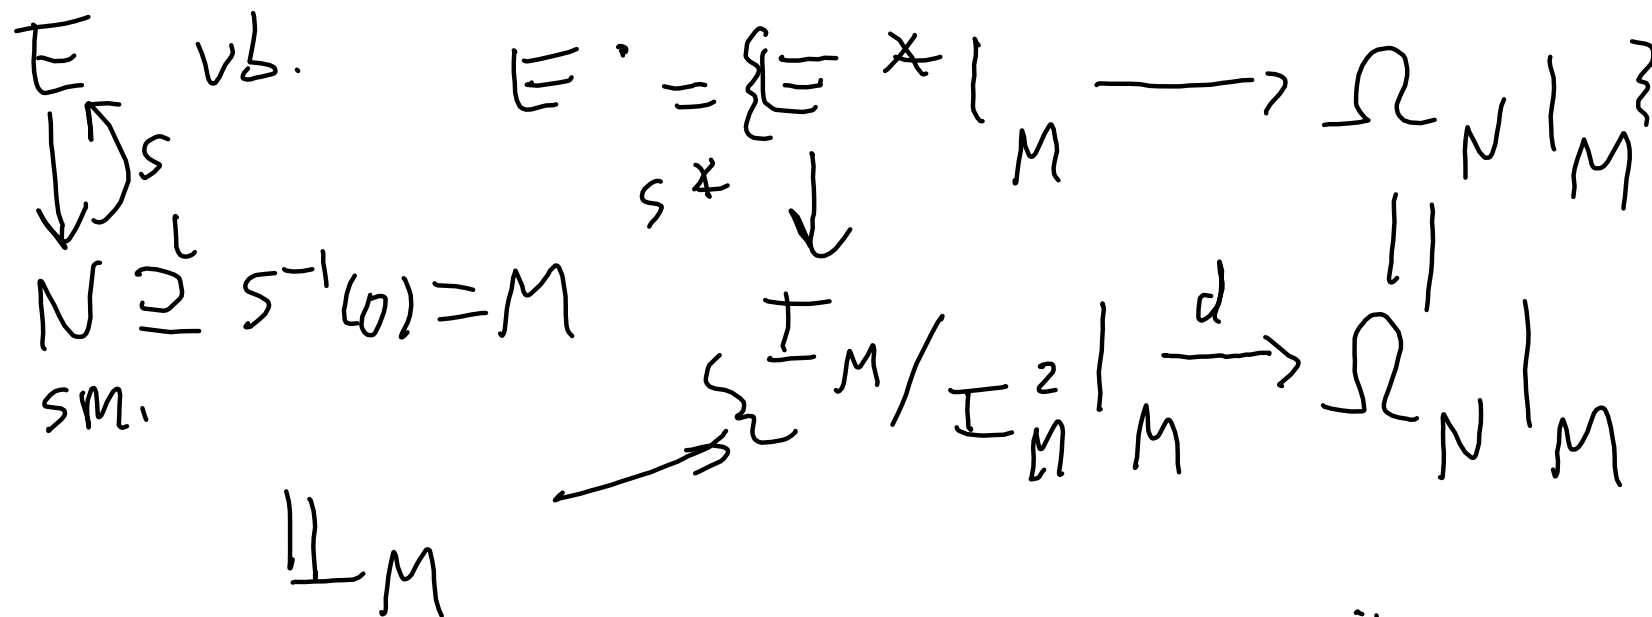 E vb. E^• = {E^*|_M ⟶ Ω_N|_M}
s s^* ↓ ∥
N ⊇^ι s^{-1}(0) = M I_M/I_M^2|_M →^d Ω_N|_M
sm.
𝕃_M